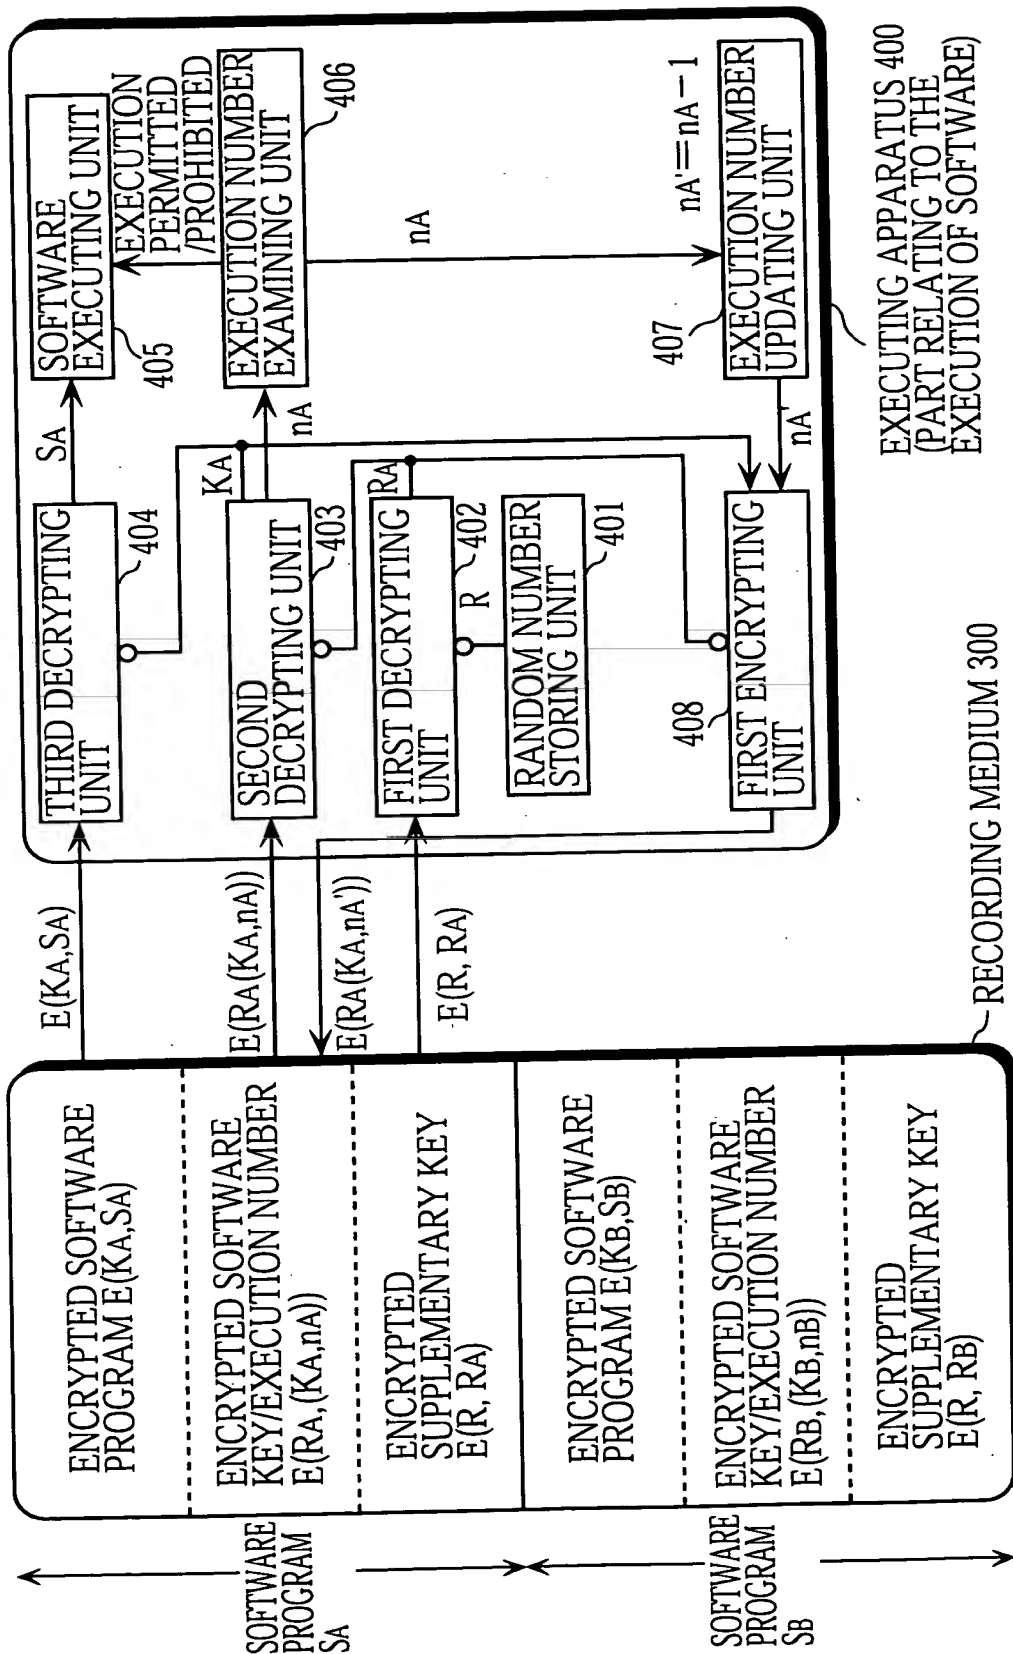 SOFTWARE
PROGRAM
SA
SOFTWARE
PROGRAM
SB
ENCRYPTED SOFTWARE
PROGRAM E(KA,SA)
ENCRYPTED SOFTWARE
KEY/EXECUTION NUMBER
E(RA,(KA,nA))
ENCRYPTED
SUPPLEMENTARY KEY
E(R, RA)
ENCRYPTED SOFTWARE
PROGRAM E(KB,SB)
ENCRYPTED SOFTWARE
KEY/EXECUTION NUMBER
E(RB,(KB,nB))
ENCRYPTED
SUPPLEMENTARY KEY
E(R, RB)
RECORDING MEDIUM 300
E(KA,SA)
E(RA(KA,nA))
E(RA(KA,nA'))
E(R, RA)
THIRD DECRYPTING
UNIT
404
SECOND
DECRYPTING UNIT
403
FIRST DECRYPTING
UNIT
402
R
RANDOM NUMBER
STORING UNIT
401
FIRST ENCRYPTING
UNIT
408
SA
KA
nA
RA
nA'
SOFTWARE
EXECUTING UNIT
405
EXECUTION
PERMITTED
/PROHIBITED
EXECUTION NUMBER
EXAMINING UNIT
406
nA
nA'=nA-1
EXECUTION NUMBER
UPDATING UNIT
407
EXECUTING APPARATUS 400
(PART RELATING TO THE
EXECUTION OF SOFTWARE)